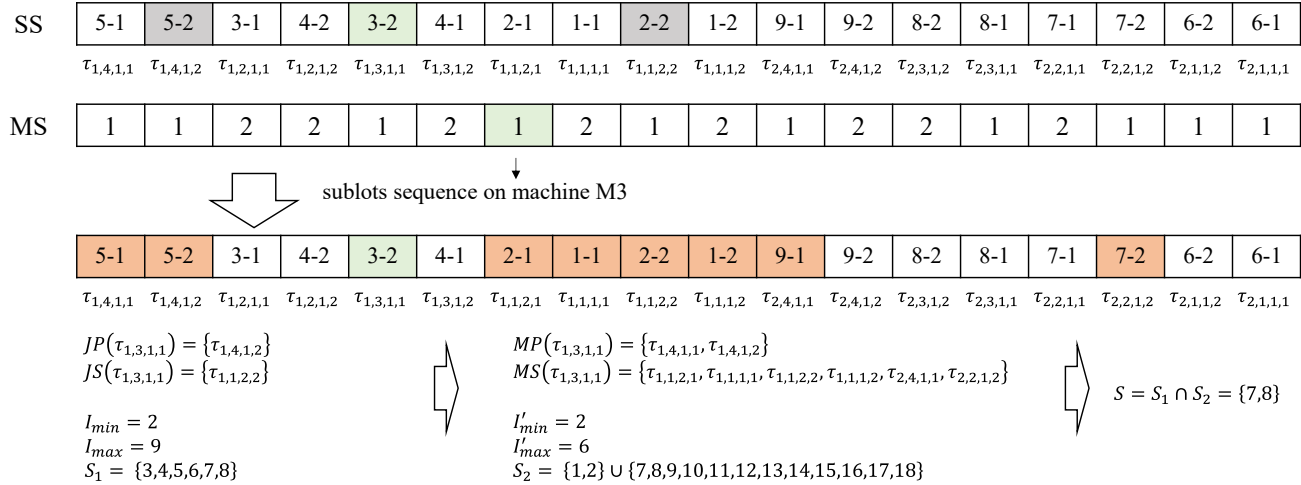 SS 5-1 5-2 3-1 4-2 3-2 4-1 2-1 1-1 2-2 1-2 9-1 9-2 8-2 8-1 7-1 7-2 6-2 6-1
τ1,4,1,1 τ1,4,1,2 τ1,2,1,1 τ1,2,1,2 τ1,3,1,1 τ1,3,1,2 τ1,1,2,1 τ1,1,1,1 τ1,1,2,2 τ1,1,1,2 τ2,4,1,1 τ2,4,1,2 τ2,3,1,2 τ2,3,1,1 τ2,2,1,1 τ2,2,1,2 τ2,1,1,2 τ2,1,1,1
MS 1 1 2 2 1 2 1 2 1 2 1 2 2 1 2 1 1 1
sublots sequence on machine M3
5-1 5-2 3-1 4-2 3-2 4-1 2-1 1-1 2-2 1-2 9-1 9-2 8-2 8-1 7-1 7-2 6-2 6-1
τ1,4,1,1 τ1,4,1,2 τ1,2,1,1 τ1,2,1,2 τ1,3,1,1 τ1,3,1,2 τ1,1,2,1 τ1,1,1,1 τ1,1,2,2 τ1,1,1,2 τ2,4,1,1 τ2,4,1,2 τ2,3,1,2 τ2,3,1,1 τ2,2,1,1 τ2,2,1,2 τ2,1,1,2 τ2,1,1,1
JP(τ1,3,1,1) = {τ1,4,1,2}
JS(τ1,3,1,1) = {τ1,1,2,2}
Imin = 2
Imax = 9
S1 = {3,4,5,6,7,8}
MP(τ1,3,1,1) = {τ1,4,1,1, τ1,4,1,2}
MS(τ1,3,1,1) = {τ1,1,2,1, τ1,1,1,1, τ1,1,2,2, τ1,1,1,2, τ2,4,1,1, τ2,2,1,2}
I′min = 2
I′max = 6
S2 = {1,2} ∪ {7,8,9,10,11,12,13,14,15,16,17,18}
S = S1 ∩ S2 = {7,8}